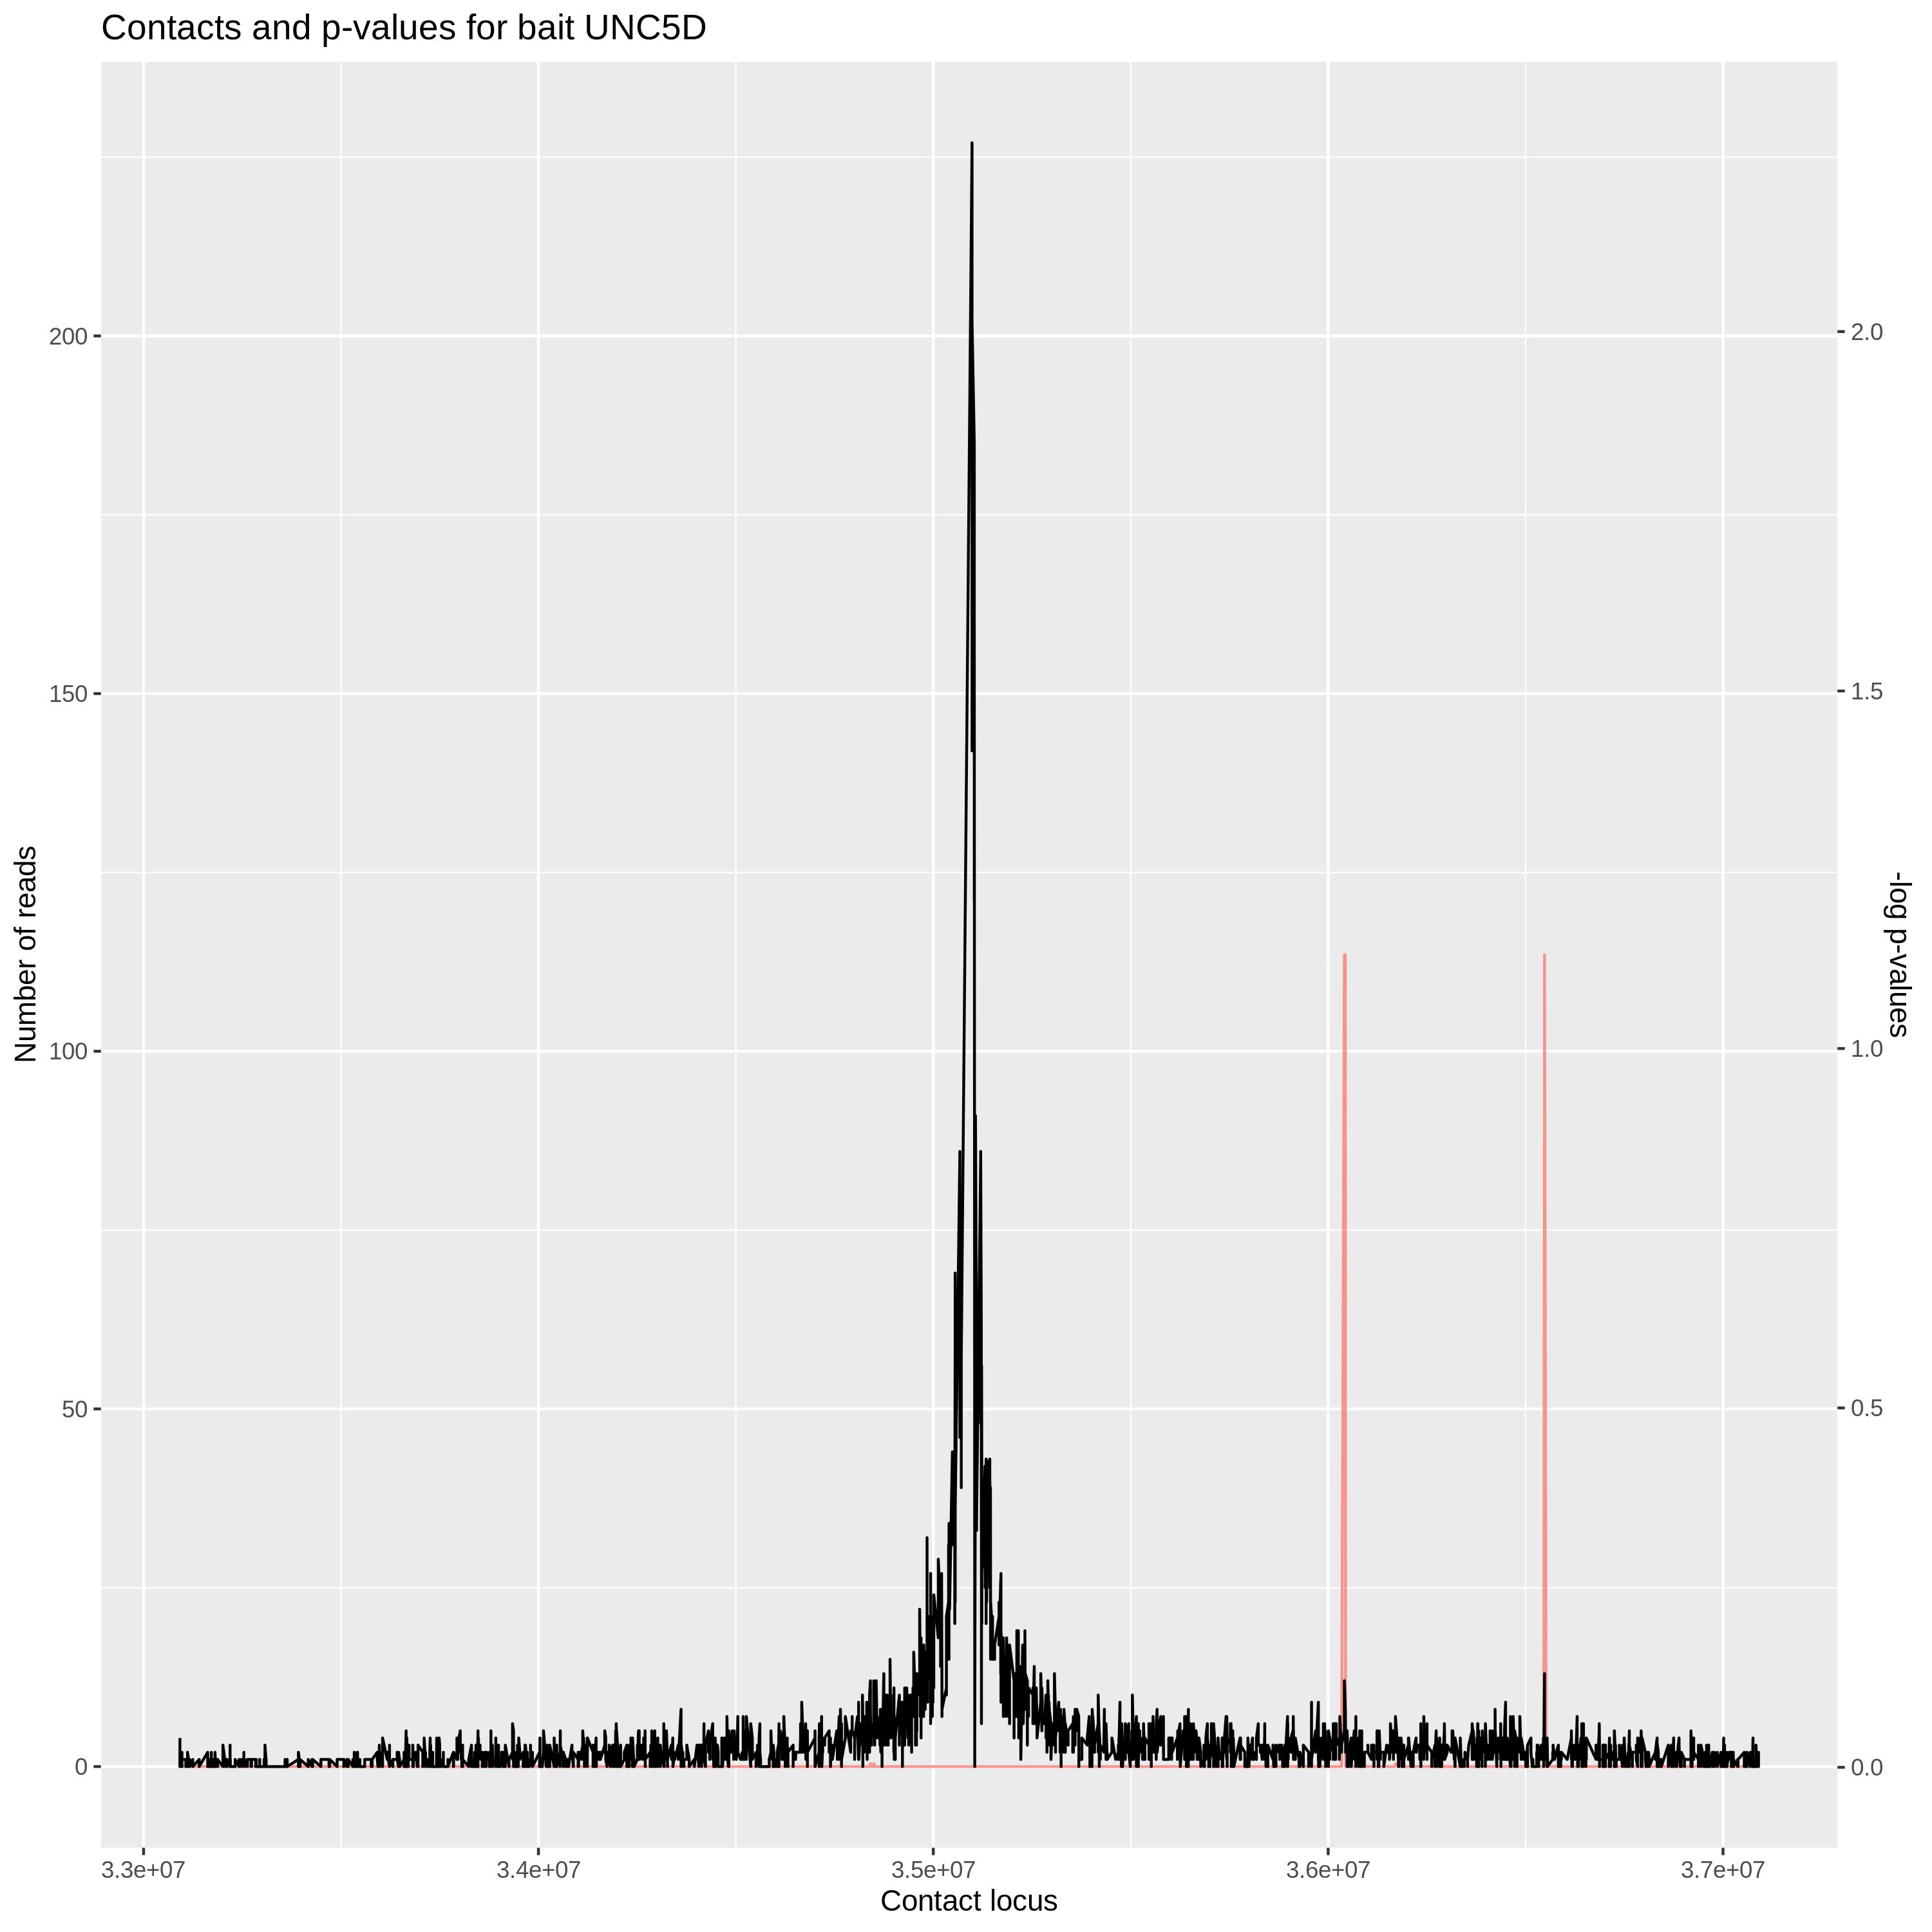 Contacts and p-values for bait UNC5D
Number of reads
200
150
100
50
0
2.0
1.5
1.0
0.5
0.0
-log p-values
3.3e+07 3.4e+07 3.5e+07 3.6e+07 3.7e+07
Contact locus